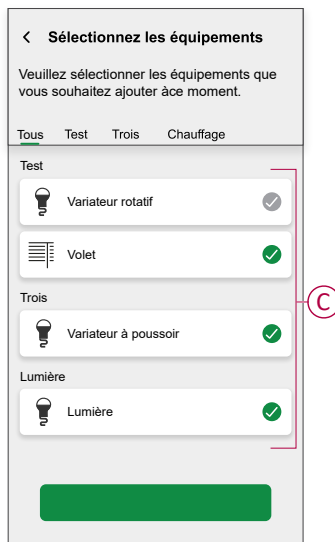 Sélectionnez les équipements
Veuillez sélectionner les équipements que
vous souhaitez ajouter àce moment.
Tous Test Trois Chauffage
Test
Variateur rotatif
Volet
Trois
Variateur à poussoir
Lumière
Lumière
C